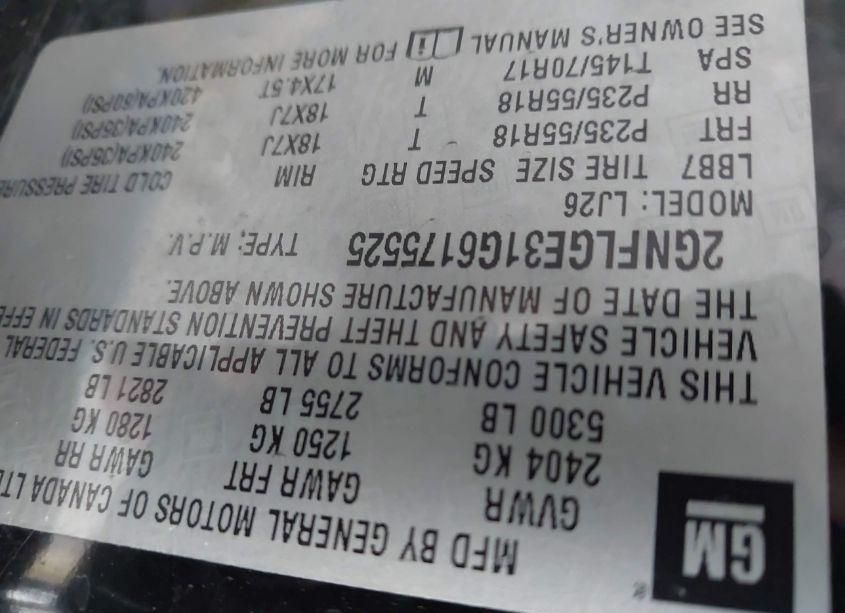 GM
MFD BY GENERAL MOTORS OF CANADA LT
GVWR GAWR FRT GAWR RR
2404 KG 1250 KG 1280 KG
5300 LB 2755 LB 2821 LB
THIS VEHICLE CONFORMS TO ALL APPLICABLE U.S. FEDERAL
VEHICLE SAFETY AND THEFT PREVENTION STANDARDS IN EFFE
THE DATE OF MANUFACTURE SHOWN ABOVE.
2GNFLGE31G6175525 TYPE: M.P.V.
MODEL: LJ26
LBB7 TIRE SIZE SPEED RTG RIM COLD TIRE PRESSURE
FRT P235/55R18 T 18X7J 240KPA(35PSI)
RR P235/55R18 T 18X7J 240KPA(35PSI)
SPA T145/70R17 M 17X4.5T 420KPA(60PSI)
SEE OWNER'S MANUAL i FOR MORE INFORMATION.